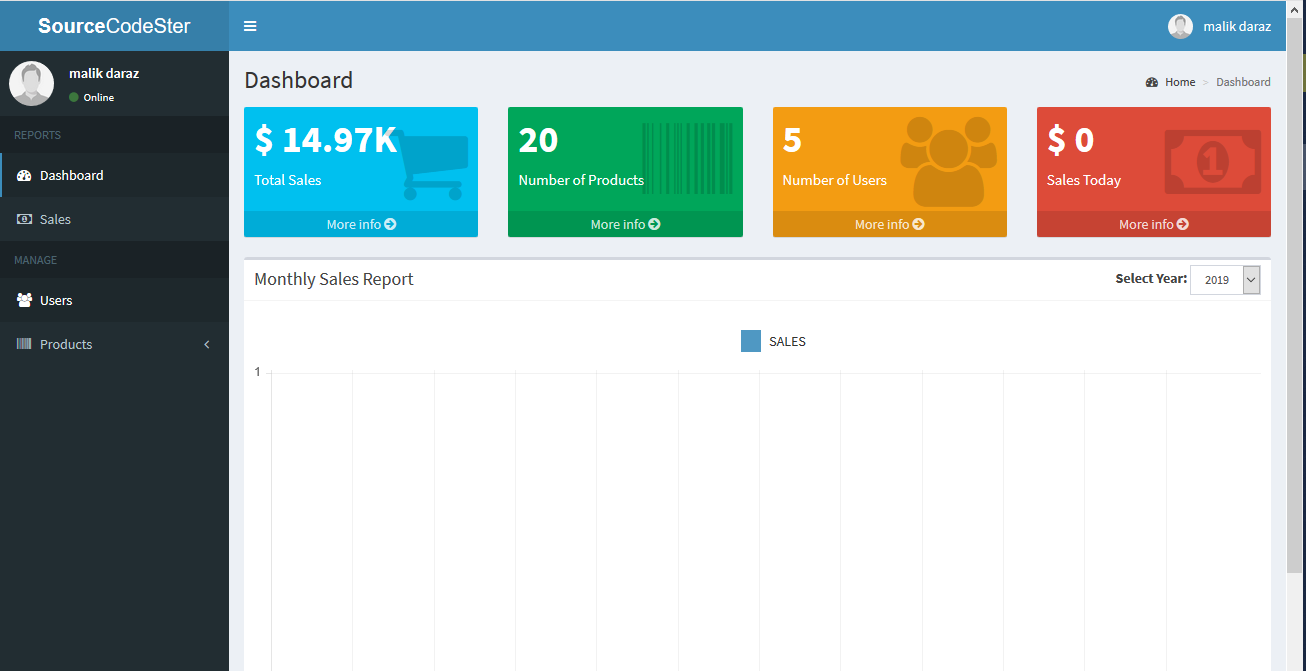 SourceCodeSter
malik daraz
malik daraz
Online
REPORTS
Dashboard
Sales
MANAGE
Users
Products
Dashboard
Home > Dashboard
$ 14.97K
Total Sales
More info
20
Number of Products
More info
5
Number of Users
More info
$ 0
Sales Today
More info
Monthly Sales Report
Select Year: 2019
SALES
1